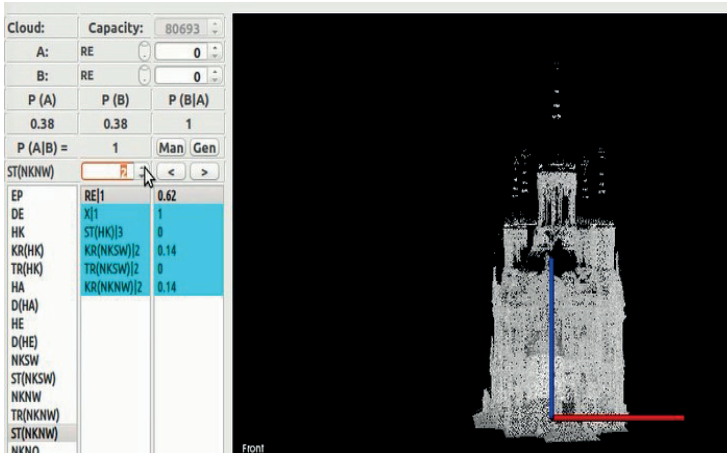 Cloud: Capacity: 80693
A: RE 0
B: RE 0
P (A) P (B) P (B|A)
0.38 0.38 1
P (A|B) = 1 Man Gen
ST(NKNW) 2 < >
EP RE|1 0.62
DE X|1 1
HK ST(HK)|3 0
KR(HK) KR(NKSW)|2 0.14
TR(HK) TR(NKSW)|2 0
HA KR(NKNW)|2 0.14
D(HA)
HE
D(HE)
NKSW
ST(NKSW)
NKNW
TR(NKNW)
ST(NKNW)
NKNO
Front